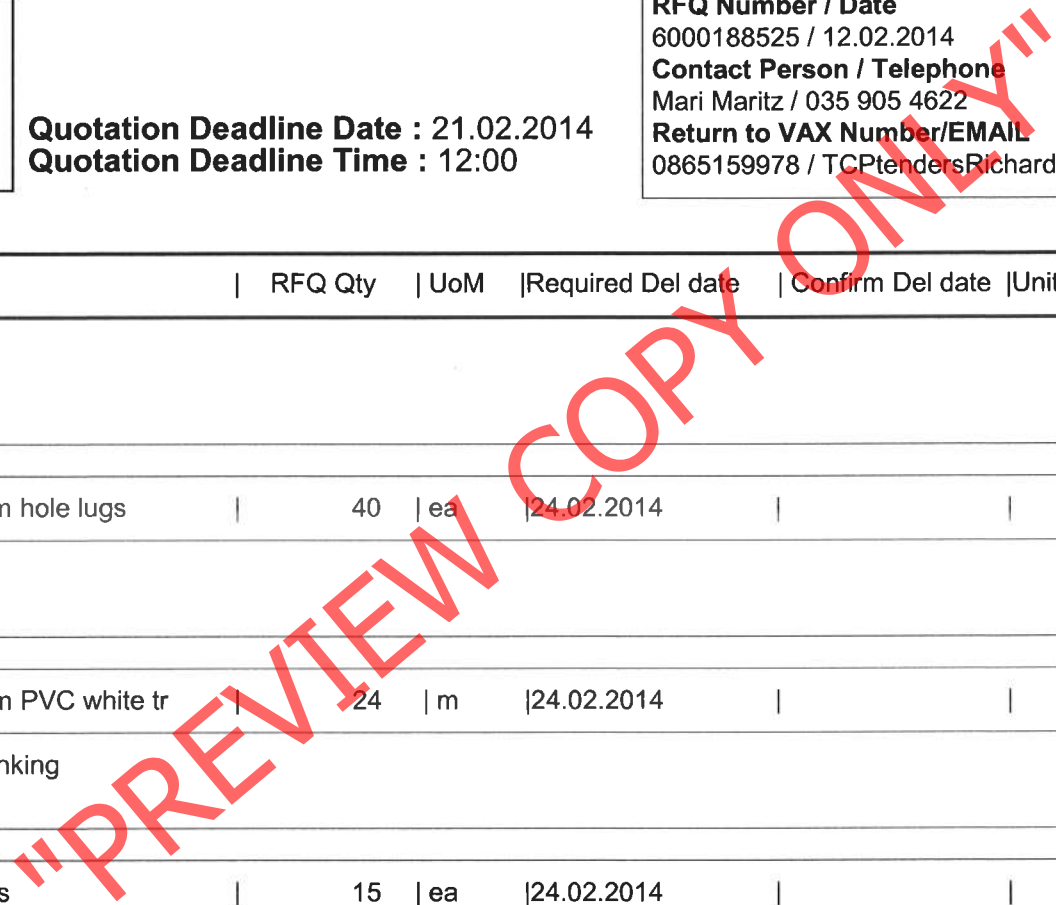 RFQ Number / Date
6000188525 / 12.02.2014
Contact Person / Telephone
Mari Maritz / 035 905 4622
Return to VAX Number/EMAIL
0865159978 / TCPtendersRichard
Quotation Deadline Date : 21.02.2014
Quotation Deadline Time : 12:00
| RFQ Qty | UoM |Required Del date | Confirm Del date |Unit
m hole lugs | 40 | ea |24.02.2014 | |
m PVC white tr | 24 | m |24.02.2014 | |
nking
s | 15 | ea |24.02.2014 | |
"PREVIEW COPY ONLY"